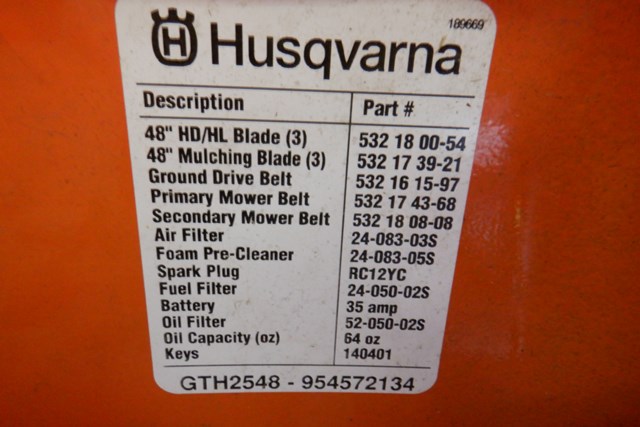 189669
H Husqvarna
Description Part #
48" HD/HL Blade (3) 532 18 00-54
48" Mulching Blade (3) 532 17 39-21
Ground Drive Belt 532 16 15-97
Primary Mower Belt 532 17 43-68
Secondary Mower Belt 532 18 08-08
Air Filter 24-083-03S
Foam Pre-Cleaner 24-083-05S
Spark Plug RC12YC
Fuel Filter 24-050-02S
Battery 35 amp
Oil Filter 52-050-02S
Oil Capacity (oz) 64 oz
Keys 140401
GTH2548 - 954572134